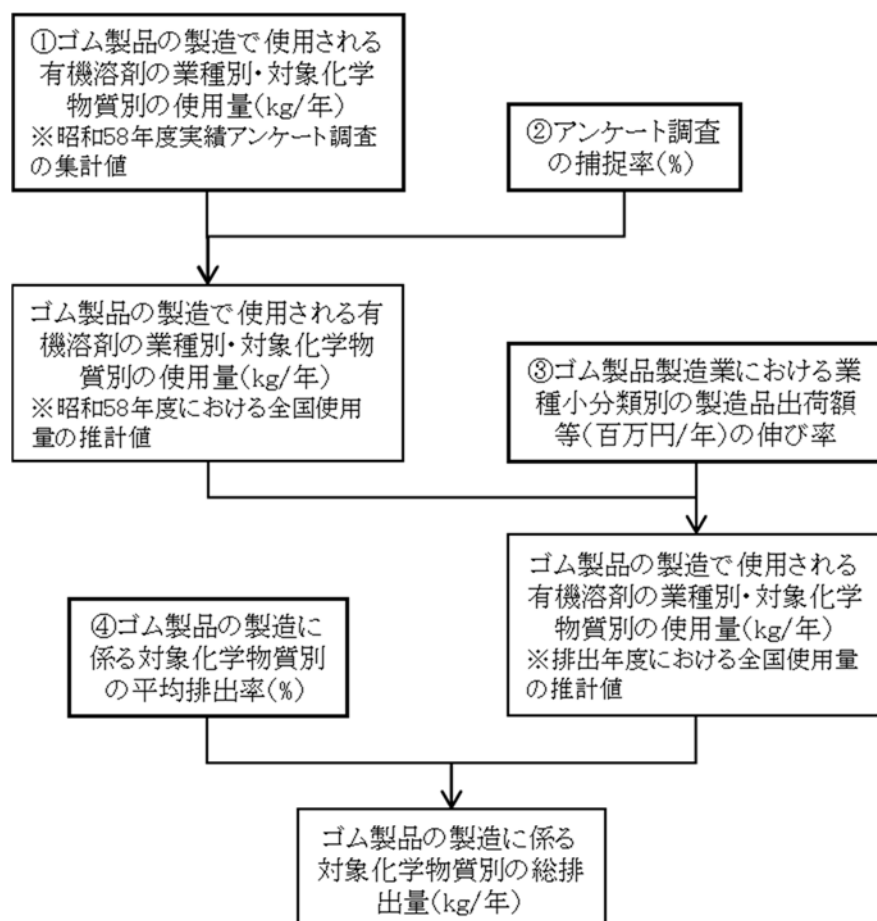 ①ゴム製品の製造で使用される
有機溶剤の業種別・対象化学
物質別の使用量(kg/年)
※昭和58年度実績アンケート調査
の集計値
②アンケート調査
の捕捉率(%)
ゴム製品の製造で使用される有
機溶剤の業種別・対象化学物
質別の使用量(kg/年)
※昭和58年度における全国使用
量の推計値
③ゴム製品製造業における業
種小分類別の製造品出荷額
等(百万円/年)の伸び率
ゴム製品の製造で使用される
有機溶剤の業種別・対象化学
物質別の使用量(kg/年)
※排出年度における全国使用量
の推計値
④ゴム製品の製造に
係る対象化学物質別
の平均排出率(%)
ゴム製品の製造に係る
対象化学物質別の総排
出量(kg/年)